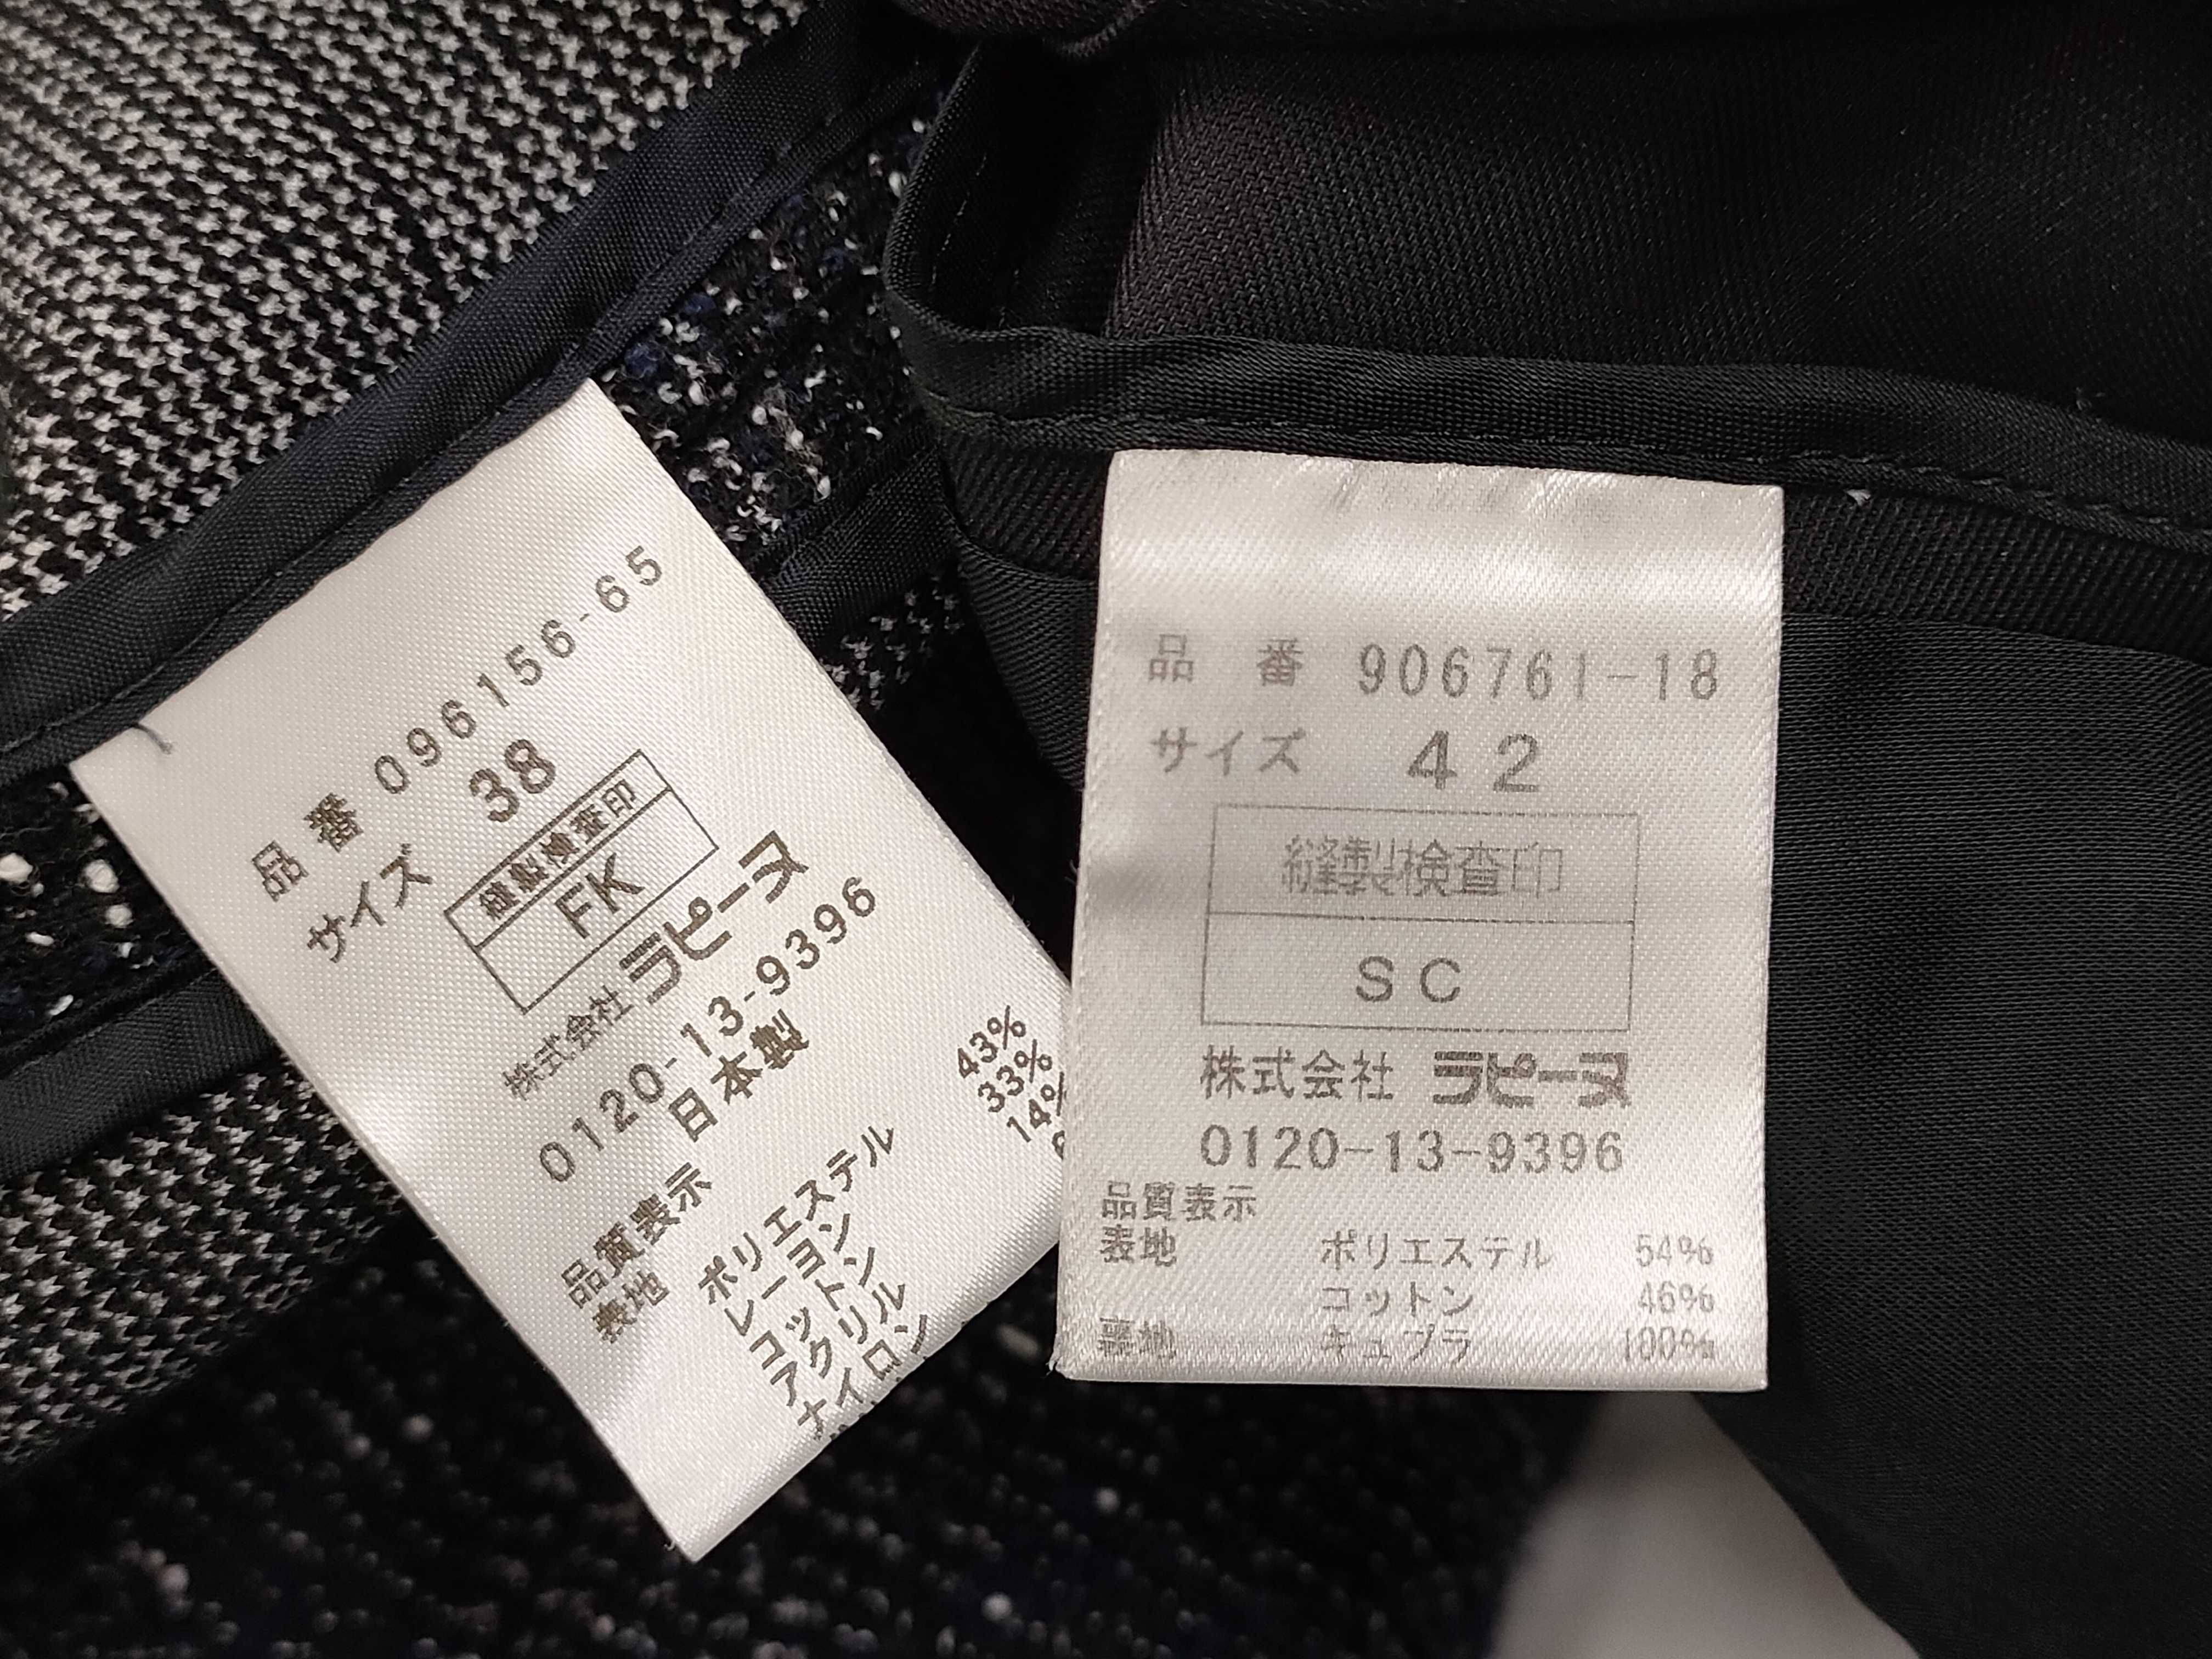 品番 096156-65
サイズ 38
縫製検査印
FK
株式会社 ラピーヌ
0120-13-9396
日本製
品質表示
表地 ポリエステル 43%
レーヨン 33%
コットン 14%
アクリル
ナイロン
品 番 906761-18
サイズ 42
縫製検査印
SC
株式会社 ラピーヌ
0120-13-9396
品質表示
表地 ポリエステル 54%
コットン 46%
裏地 キュプラ 100%